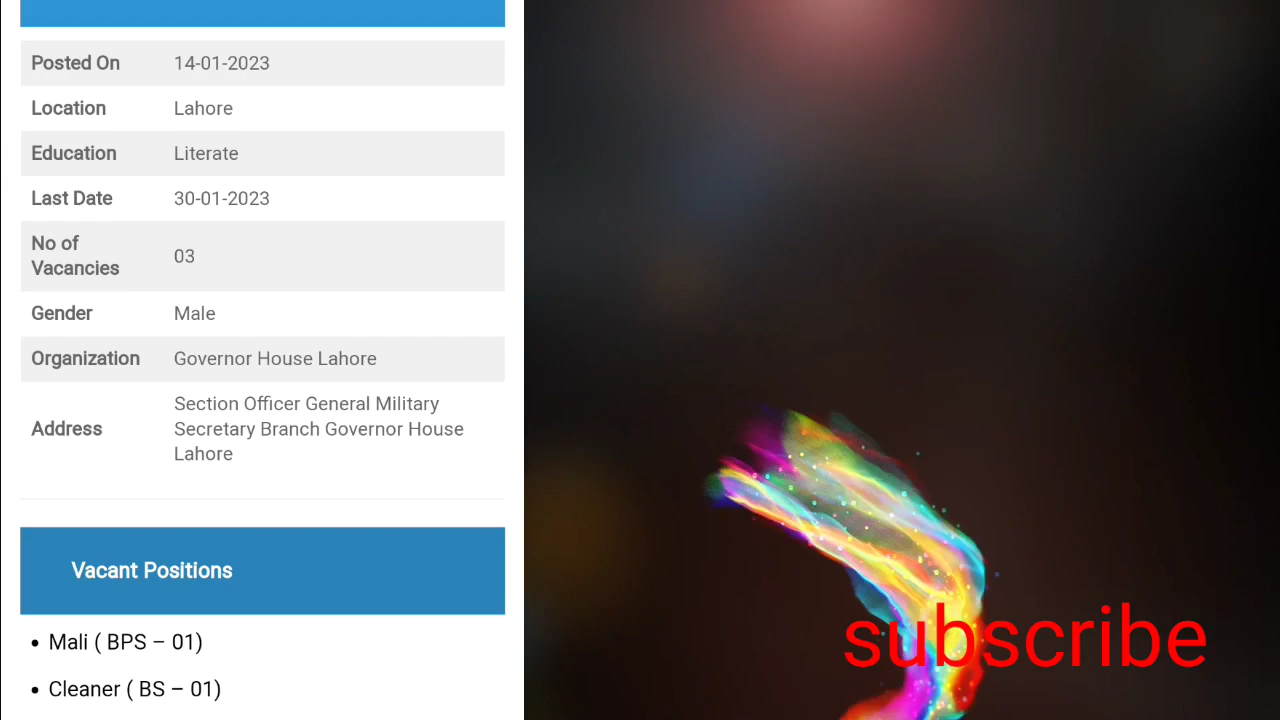 Posted On 14-01-2023
Location Lahore
Education Literate
Last Date 30-01-2023
No of
Vacancies
03
Gender Male
Organization Governor House Lahore
Address
Section Officer General Military
Secretary Branch Governor House
Lahore
Vacant Positions
• Mali ( BPS – 01)
• Cleaner ( BS – 01)
subscribe